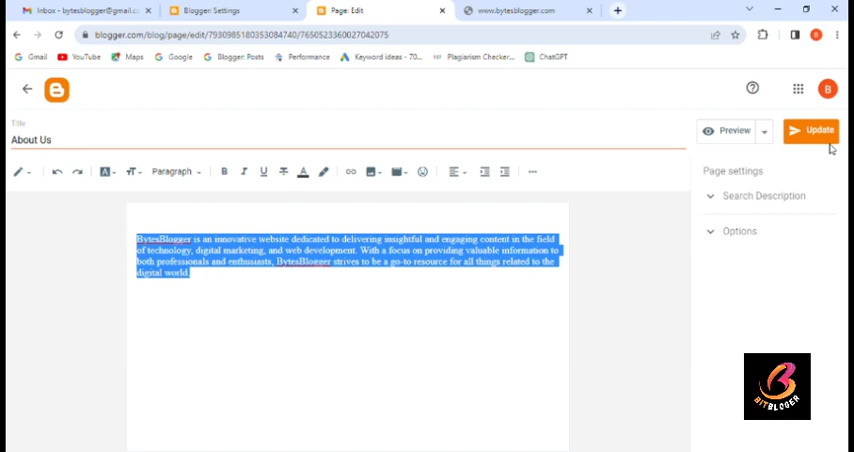 Inbox - bytesblogger@gmail.cc
Blogger: Settings
Page: Edit
www.bytesblogger.com
blogger.com/blog/page/edit/7930985180353084740/7650523360027042075
B
Gmail
YouTube
Maps
Google
Blogger: Posts
Performance
Keyword ideas - 70...
Plagiarism Checker...
ChatGPT
B
Title
About Us
Preview
Update
Paragraph
B I U
Page settings
Search Description
Options
BytesBlogger is an innovative website dedicated to delivering insightful and engaging content in the field
of technology, digital marketing, and web development. With a focus on providing valuable information to
both professionals and enthusiasts, BytesBlogger strives to be a go-to resource for all things related to the
digital world.
BITBLOGER